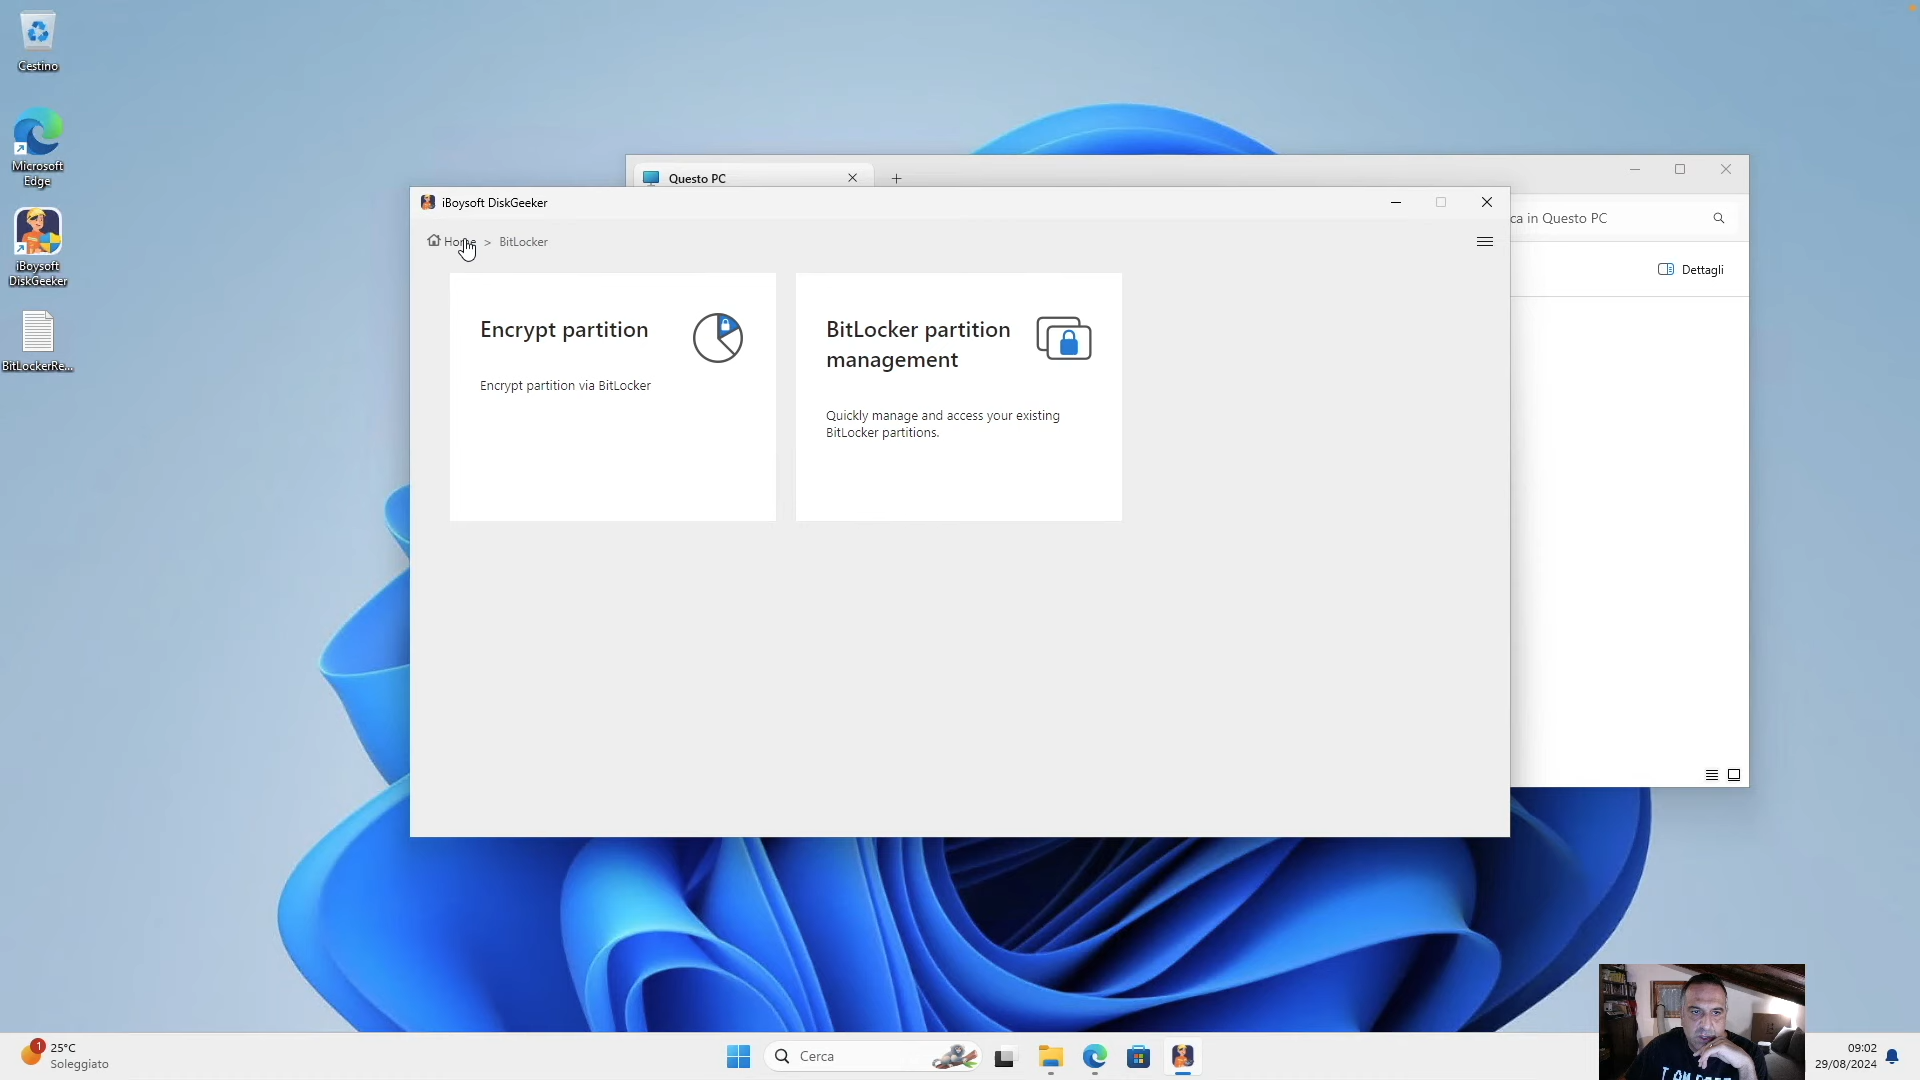 Cestino
Microsoft
Edge
iBoysoft
DiskGeeker
BitLockerRe...
Questo PC
ca in Questo PC
Dettagli
iBoysoft DiskGeeker
Home > BitLocker
Encrypt partition
Encrypt partition via BitLocker
BitLocker partition
management
Quickly manage and access your existing
BitLocker partitions.
1
25°C
Soleggiato
Cerca
09:02
29/08/2024